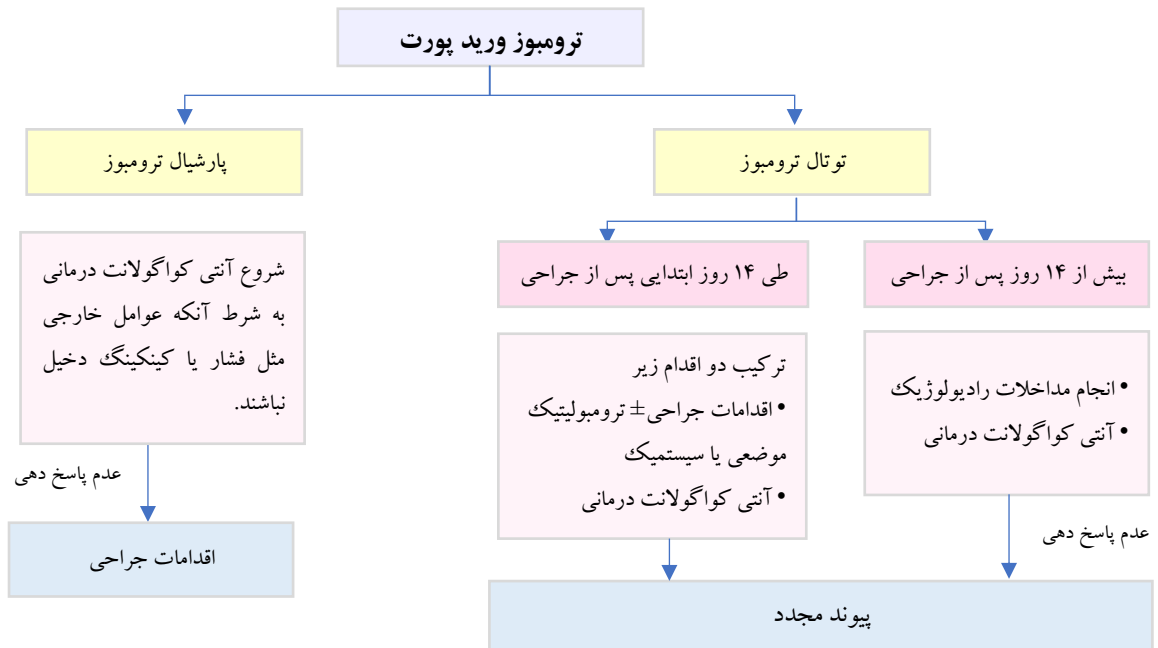 ترومبوز ورید پورت
توتال ترومبوز
پارشیال ترومبوز
بیش از ۱۴ روز پس از جراحی
طی ۱۴ روز ابتدایی پس از جراحی
شروع آنتی کواگولانت درمانی
به شرط آنکه عوامل خارجی
مثل فشار یا کینکینگ دخیل
نباشند.
• انجام مداخلات رادیولوژیک
• آنتی کواگولانت درمانی
ترکیب دو اقدام زیر
• اقدامات جراحی± ترومبولیتیک
موضعی یا سیستمیک
• آنتی کواگولانت درمانی
عدم پاسخ دهی
عدم پاسخ دهی
اقدامات جراحی
پیوند مجدد